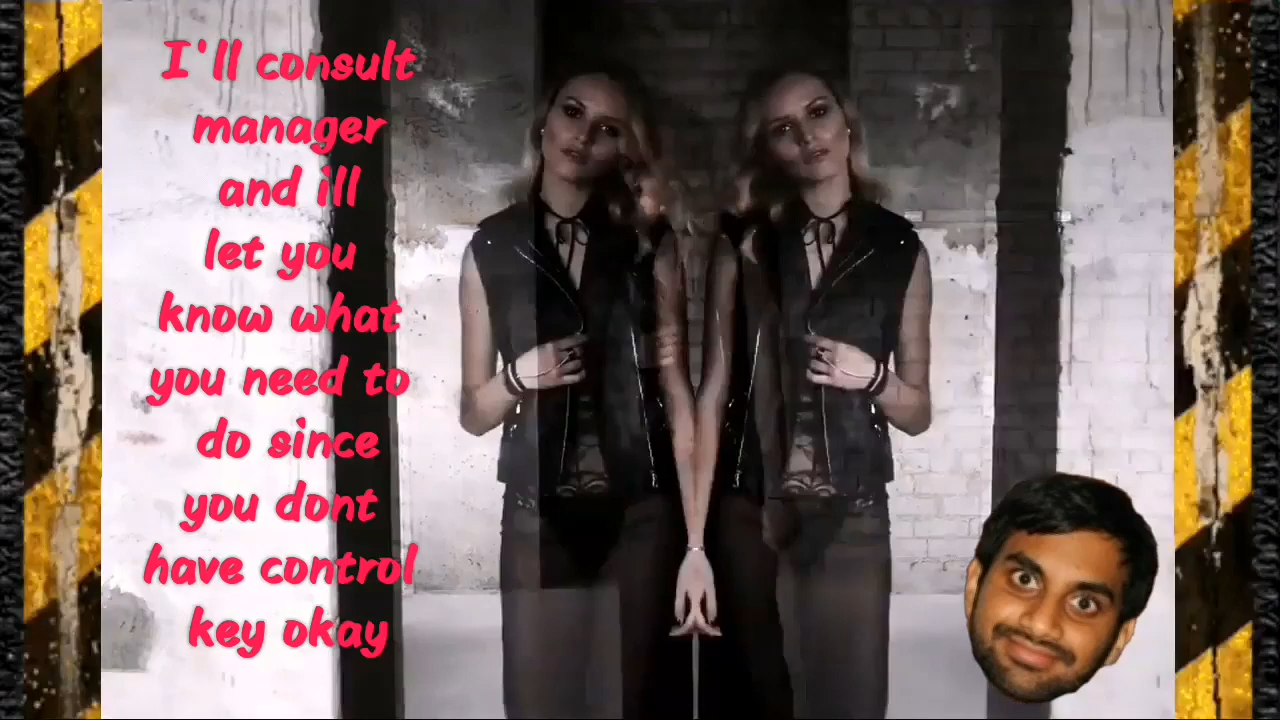 I'll consult
manager
and ill
let you
know what
you need to
do since
you dont
have control
key okay